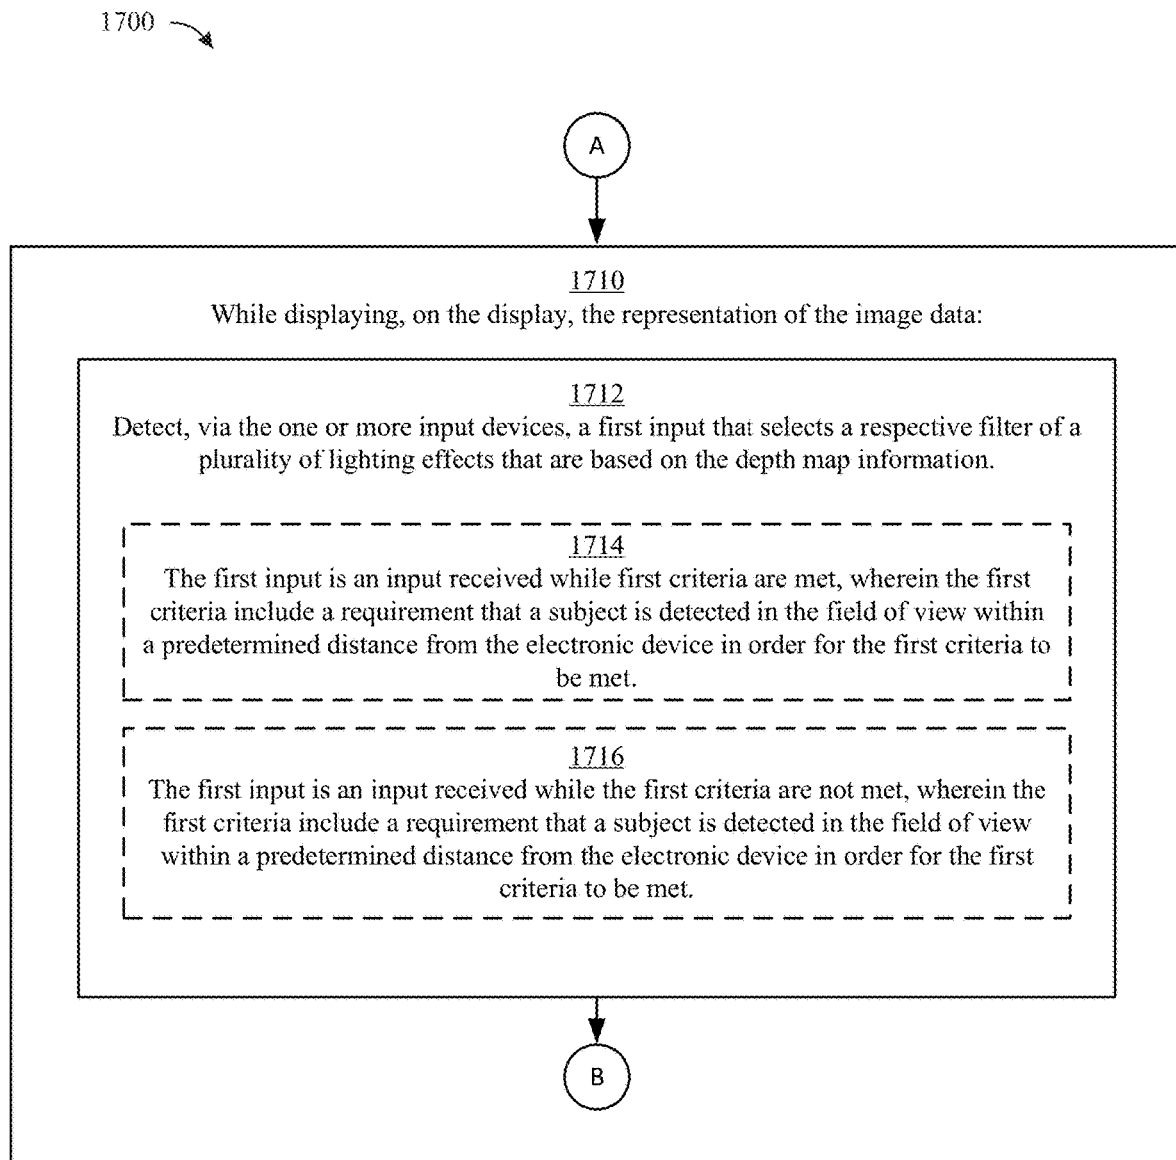 1700
A
1710
While displaying, on the display, the representation of the image data:
1712
Detect, via the one or more input devices, a first input that selects a respective filter of a
plurality of lighting effects that are based on the depth map information.
1714
The first input is an input received while first criteria are met, wherein the first
criteria include a requirement that a subject is detected in the field of view within
a predetermined distance from the electronic device in order for the first criteria to
be met.
1716
The first input is an input received while the first criteria are not met, wherein the
first criteria include a requirement that a subject is detected in the field of view
within a predetermined distance from the electronic device in order for the first
criteria to be met.
B